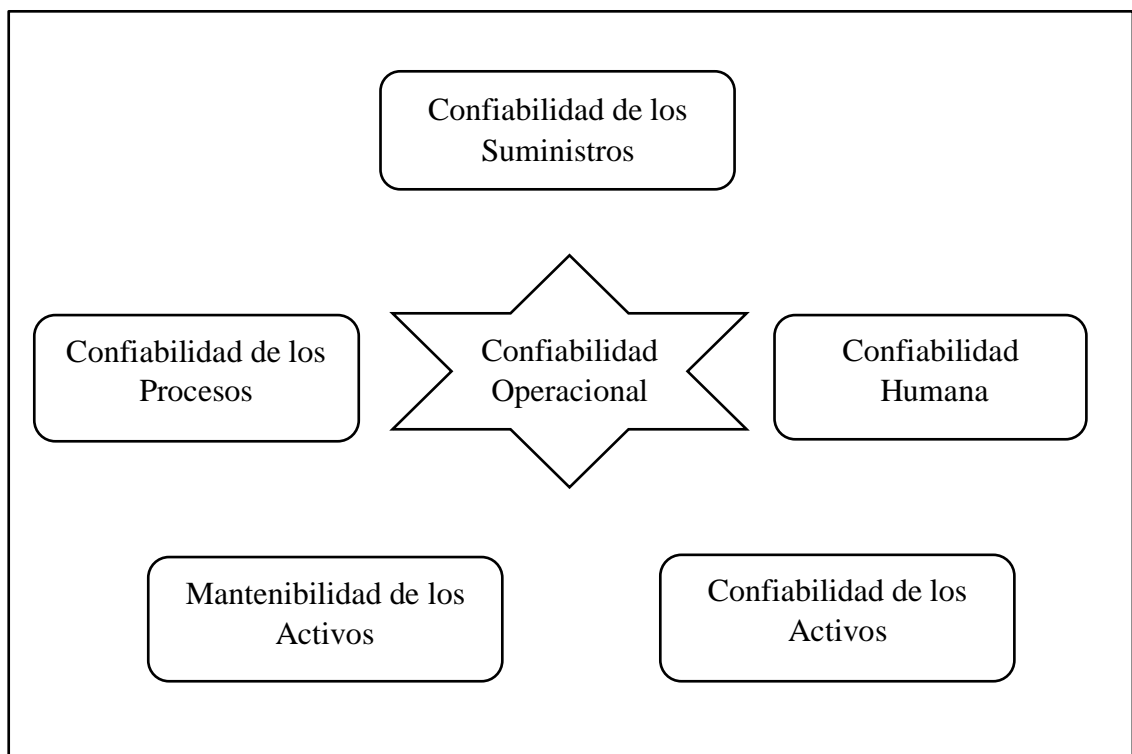 Confiabilidad de los
Suministros
Confiabilidad de los
Procesos
Confiabilidad
Operacional
Confiabilidad
Humana
Mantenibilidad de los
Activos
Confiabilidad de los
Activos